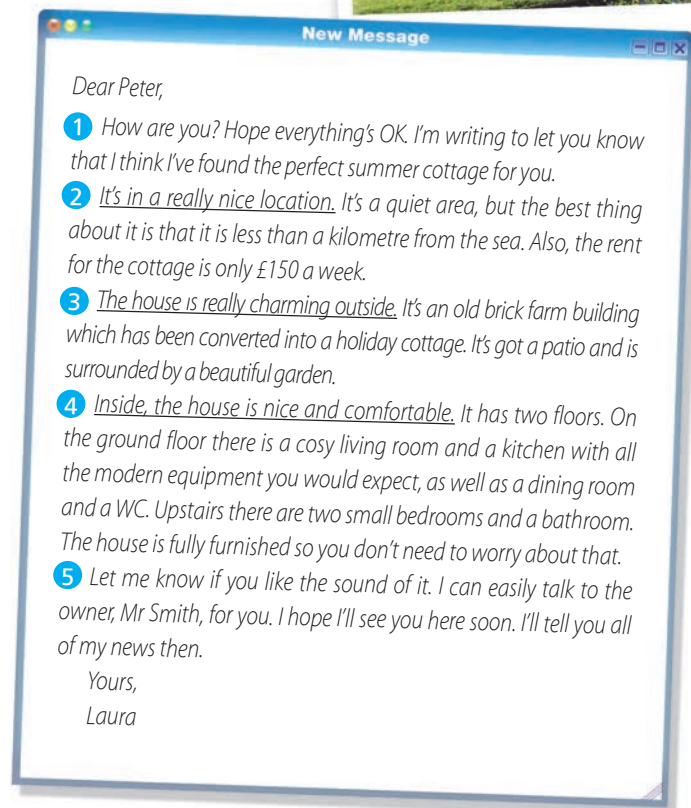 New Message
Dear Peter,
1 How are you? Hope everything's OK. I'm writing to let you know
that I think I've found the perfect summer cottage for you.
2 It's in a really nice location. It's a quiet area, but the best thing
about it is that it is less than a kilometre from the sea. Also, the rent
for the cottage is only £150 a week.
3 The house is really charming outside. It's an old brick farm building
which has been converted into a holiday cottage. It's got a patio and is
surrounded by a beautiful garden.
4 Inside, the house is nice and comfortable. It has two floors. On
the ground floor there is a cosy living room and a kitchen with all
the modern equipment you would expect, as well as a dining room
and a WC. Upstairs there are two small bedrooms and a bathroom.
The house is fully furnished so you don't need to worry about that.
5 Let me know if you like the sound of it. I can easily talk to the
owner, Mr Smith, for you. I hope I'll see you here soon. I'll tell you all
of my news then.
Yours,
Laura